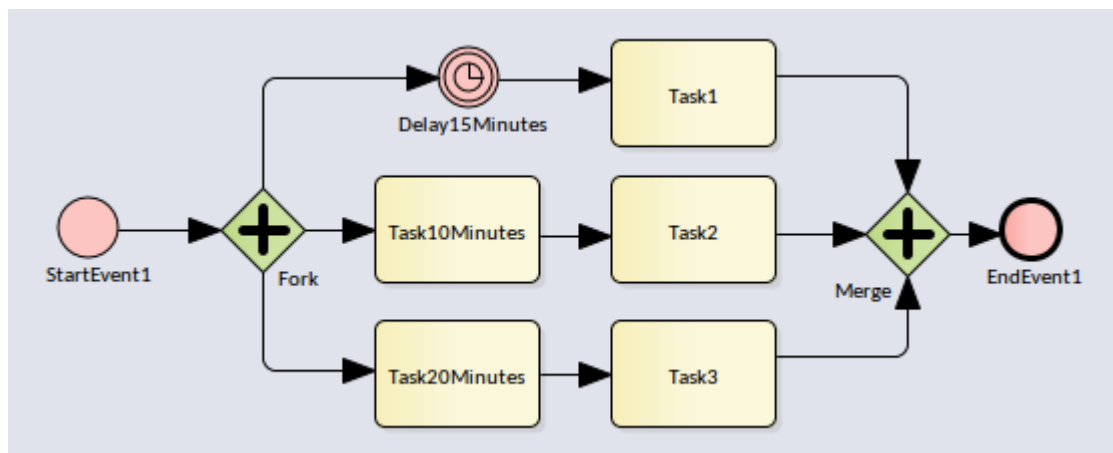 Task1
Delay15Minutes
Task10Minutes
Task2
StartEvent1
Fork
Merge
EndEvent1
Task20Minutes
Task3